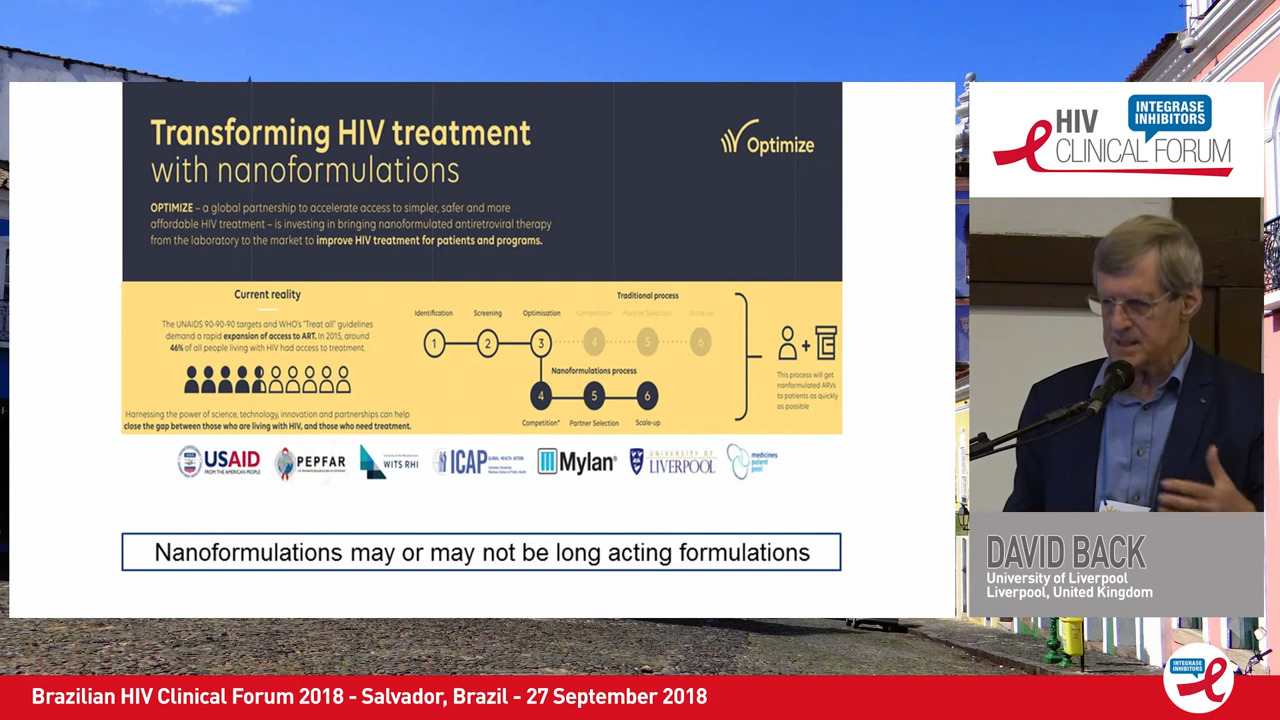 Transforming HIV treatment
with nanoformulations
Optimize
OPTIMIZE – a global partnership to accelerate access to simpler, safer and more
affordable HIV treatment – is investing in bringing nanoformulated antiretroviral therapy
from the laboratory to the market to improve HIV treatment for patients and programs.
Current reality
The UNAIDS 90-90-90 targets and WHO's "Treat all" guidelines
demand a rapid expansion of access to ART. In 2015, around
46% of all people living with HIV had access to treatment.
Harnessing the power of science, technology, innovation and partnerships can help
close the gap between those who are living with HIV, and those who need treatment.
Traditional process
Identification Screening Optimisation Competition Partner Selection Scale-up
1 2 3 4 5 6
Nanoformulations process
4 5 6
Competition* Partner Selection Scale-up
This process will get
nanformulated ARVs
to patients as quickly
as possible
USAID
FROM THE AMERICAN PEOPLE
PEPFAR
WITS RHI
ICAP
GLOBAL HEALTH ACTION
Mylan
UNIVERSITY OF
LIVERPOOL
medicines
patent
pool
Nanoformulations may or may not be long acting formulations
HIV
CLINICAL FORUM
INTEGRASE
INHIBITORS
DAVID BACK
University of Liverpool
Liverpool, United Kingdom
Brazilian HIV Clinical Forum 2018 - Salvador, Brazil - 27 September 2018
INTEGRASE
INHIBITORS